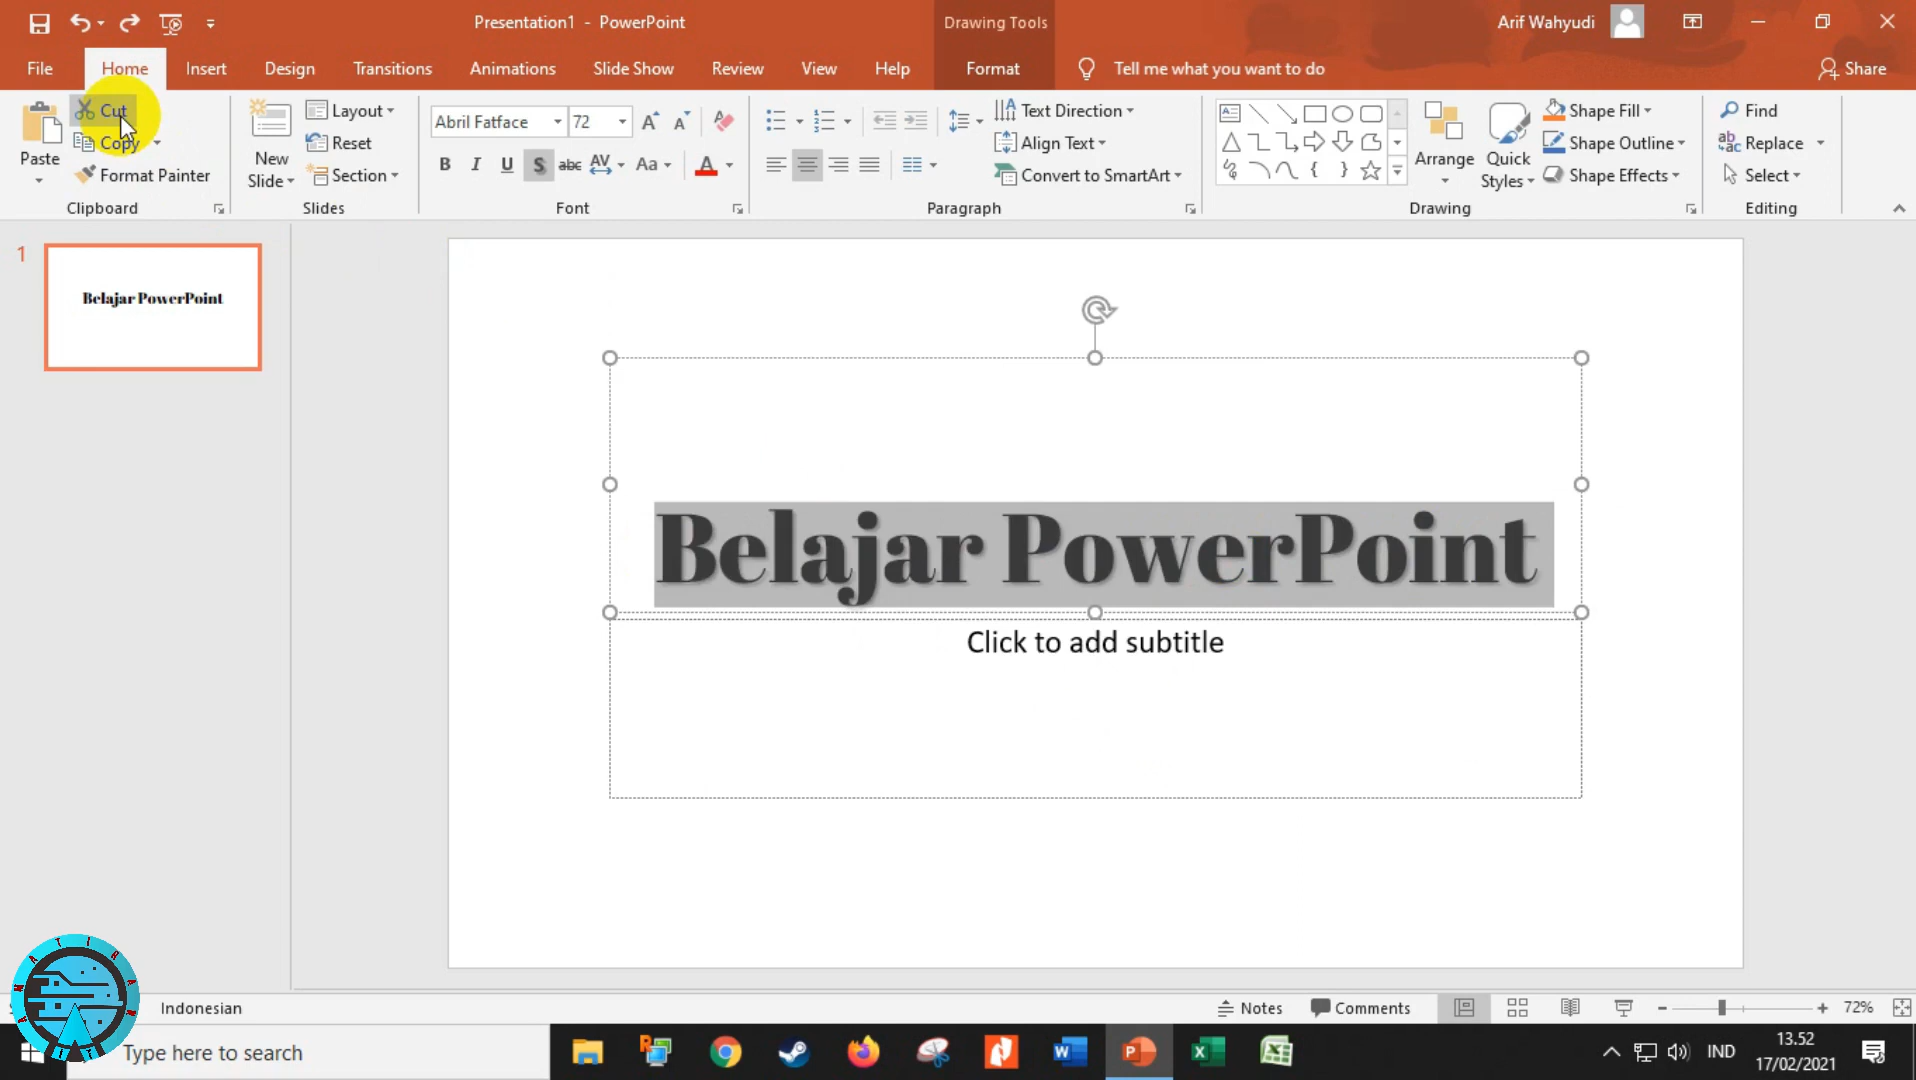 Presentation1 - PowerPoint
Drawing Tools
Arif Wahyudi
File
Home
Insert
Design
Transitions
Animations
Slide Show
Review
View
Help
Format
Tell me what you want to do
Share
Paste
Cut
Copy
Format Painter
Clipboard
New
Slide
Layout
Reset
Section
Slides
Abril Fatface
72
B I U S abc AV Aa A
Font
Text Direction
Align Text
Convert to SmartArt
Paragraph
Arrange
Quick
Styles
Shape Fill
Shape Outline
Shape Effects
Drawing
Find
Replace
Select
Editing
1
Belajar PowerPoint
Belajar PowerPoint
Click to add subtitle
Indonesian
Notes
Comments
72%
Type here to search
IND
13.52
17/02/2021